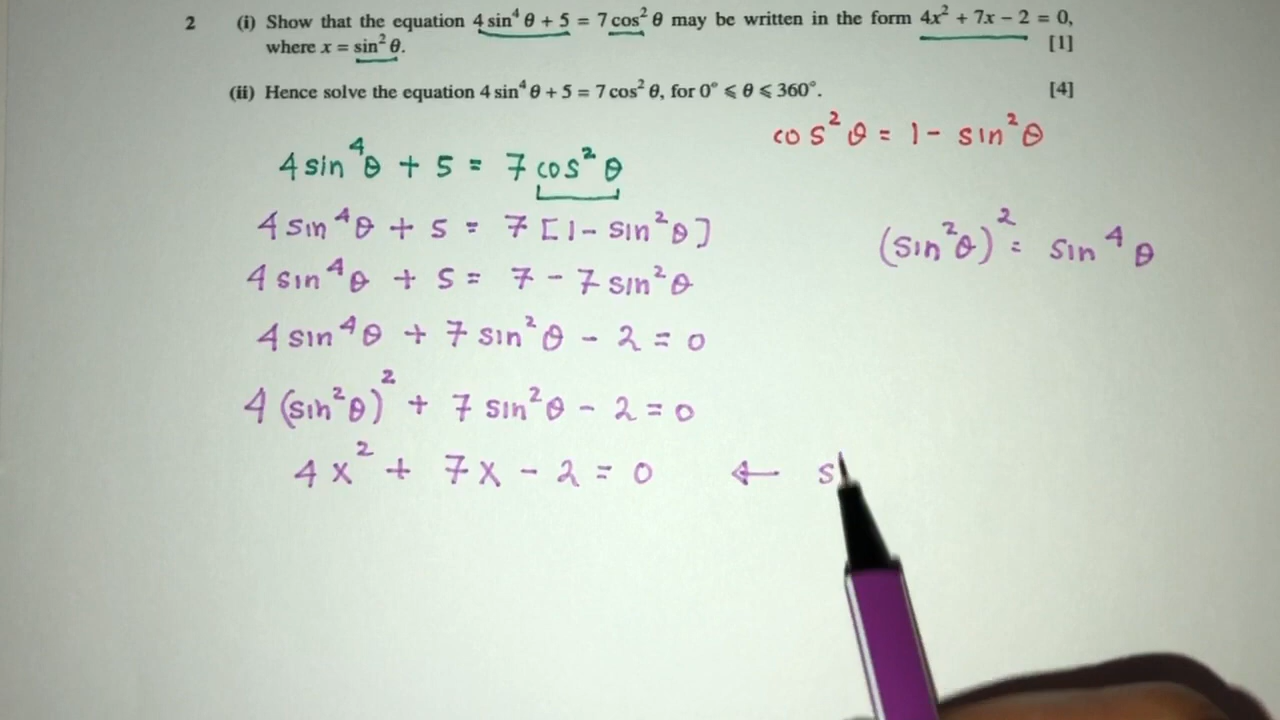 2 (i) Show that the equation 4 sin⁴ θ + 5 = 7 cos² θ may be written in the form 4x² + 7x − 2 = 0,
where x = sin² θ. [1]
(ii) Hence solve the equation 4 sin⁴ θ + 5 = 7 cos² θ, for 0° ⩽ θ ⩽ 360°. [4]
cos² θ = 1 - sin² θ
4 sin⁴ θ + 5 = 7 cos² θ
4 sin⁴ θ + 5 = 7 [1 - sin² θ]
(sin² θ)² = sin⁴ θ
4 sin⁴ θ + 5 = 7 - 7 sin² θ
4 sin⁴ θ + 7 sin² θ - 2 = 0
4 (sin² θ)² + 7 sin² θ - 2 = 0
4x² + 7x - 2 = 0 ← s